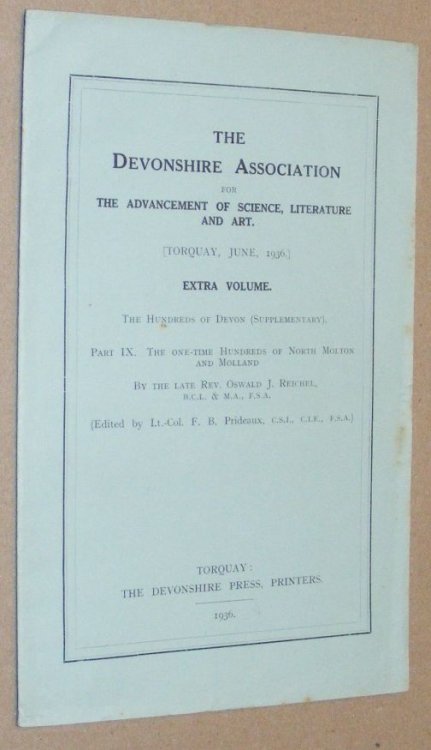 THE
DEVONSHIRE ASSOCIATION
FOR
THE ADVANCEMENT OF SCIENCE, LITERATURE
AND ART.
[TORQUAY, JUNE, 1936.]
EXTRA VOLUME.
THE HUNDREDS OF DEVON (SUPPLEMENTARY).
PART IX. THE ONE-TIME HUNDREDS OF NORTH MOLTON
AND MOLLAND
BY THE LATE REV. OSWALD J. REICHEL,
B.C.L. & M.A., F.S.A.
(Edited by Lt.-Col. F. B. Prideaux, C.S.I., C.I.E., F.S.A.)
TORQUAY:
THE DEVONSHIRE PRESS, PRINTERS.
1936.